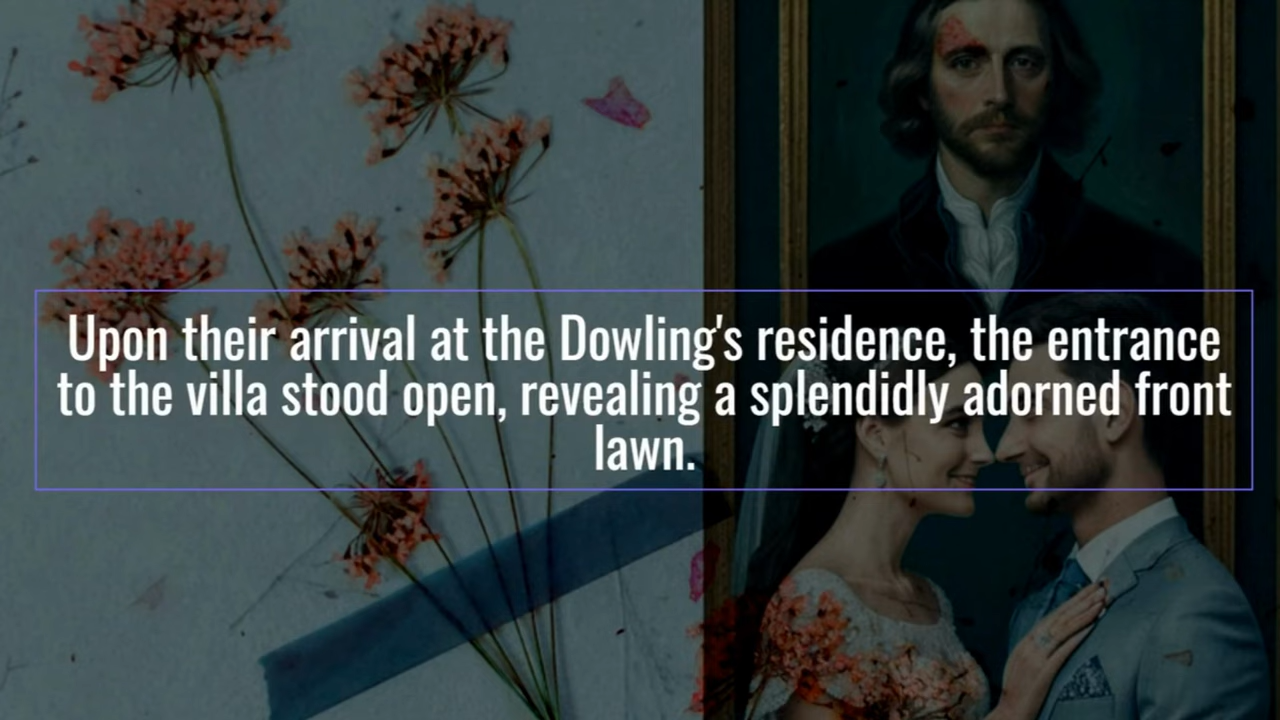 Upon their arrival at the Dowling's residence, the entrance
to the villa stood open, revealing a splendidly adorned front
lawn.